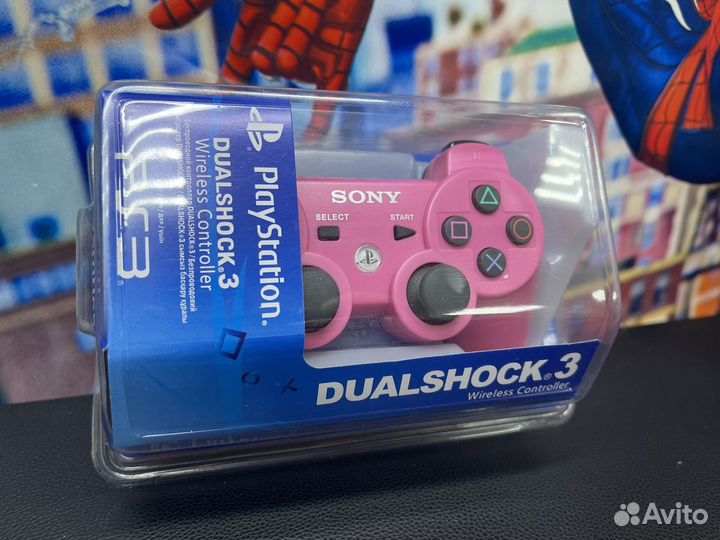 PlayStation®
DUALSHOCK®3
Wireless Controller
PS3
SONY
SELECT
START
DUALSHOCK®3
Wireless Controller
Avito